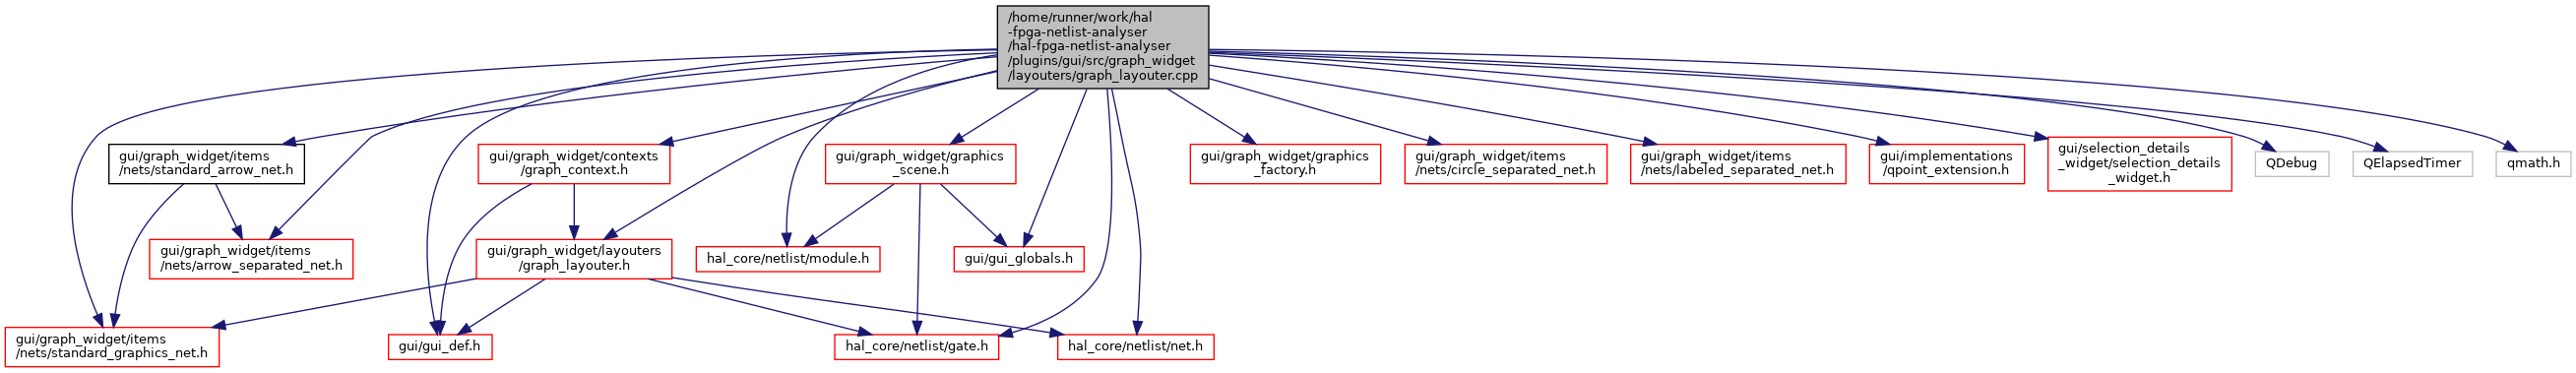 /home/runner/work/hal
-fpga-netlist-analyser
/hal-fpga-netlist-analyser
/plugins/gui/src/graph_widget
/layouters/graph_layouter.cpp
gui/graph_widget/items
/nets/standard_arrow_net.h
gui/graph_widget/contexts
/graph_context.h
gui/graph_widget/graphics
_scene.h
gui/graph_widget/graphics
_factory.h
gui/graph_widget/items
/nets/circle_separated_net.h
gui/graph_widget/items
/nets/labeled_separated_net.h
gui/implementations
/qpoint_extension.h
gui/selection_details
_widget/selection_details
_widget.h
QDebug
QElapsedTimer
qmath.h
gui/graph_widget/items
/nets/arrow_separated_net.h
gui/graph_widget/layouters
/graph_layouter.h
hal_core/netlist/module.h
gui/gui_globals.h
gui/graph_widget/items
/nets/standard_graphics_net.h
gui/gui_def.h
hal_core/netlist/gate.h
hal_core/netlist/net.h